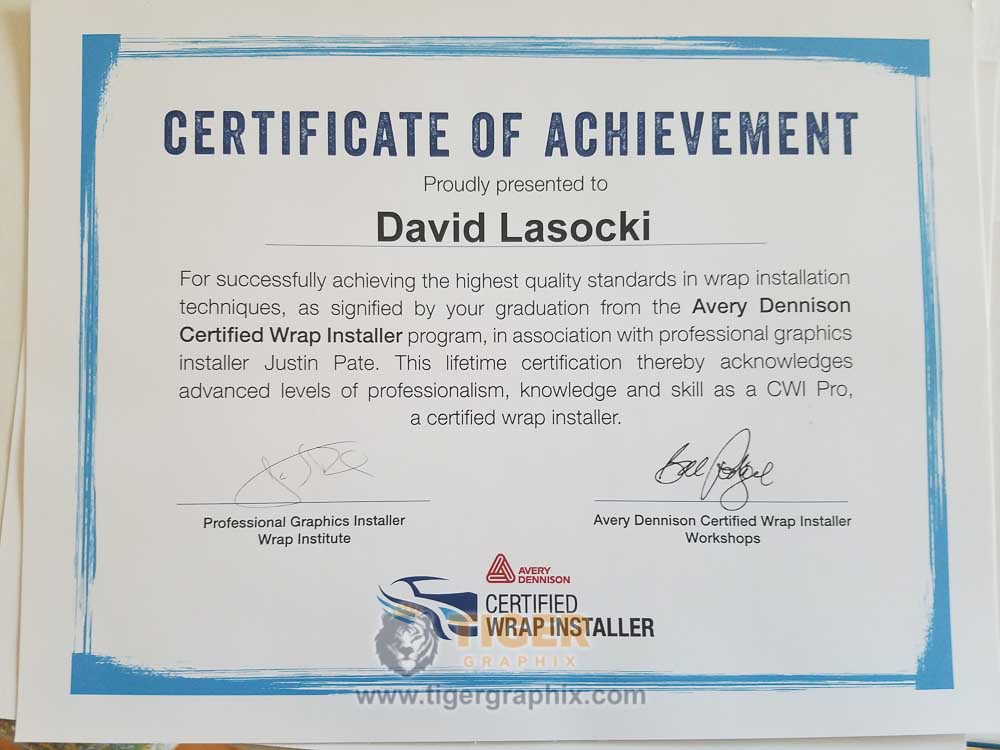 CERTIFICATE OF ACHIEVEMENT
Proudly presented to
David Lasocki
For successfully achieving the highest quality standards in wrap installation
techniques, as signified by your graduation from the Avery Dennison
Certified Wrap Installer program, in association with professional graphics
installer Justin Pate. This lifetime certification thereby acknowledges
advanced levels of professionalism, knowledge and skill as a CWI Pro,
a certified wrap installer.
Professional Graphics Installer
Wrap Institute
Avery Dennison Certified Wrap Installer
Workshops
AVERY
DENNISON
CERTIFIED
WRAP INSTALLER
TIGER
GRAPHIX
www.tigergraphix.com